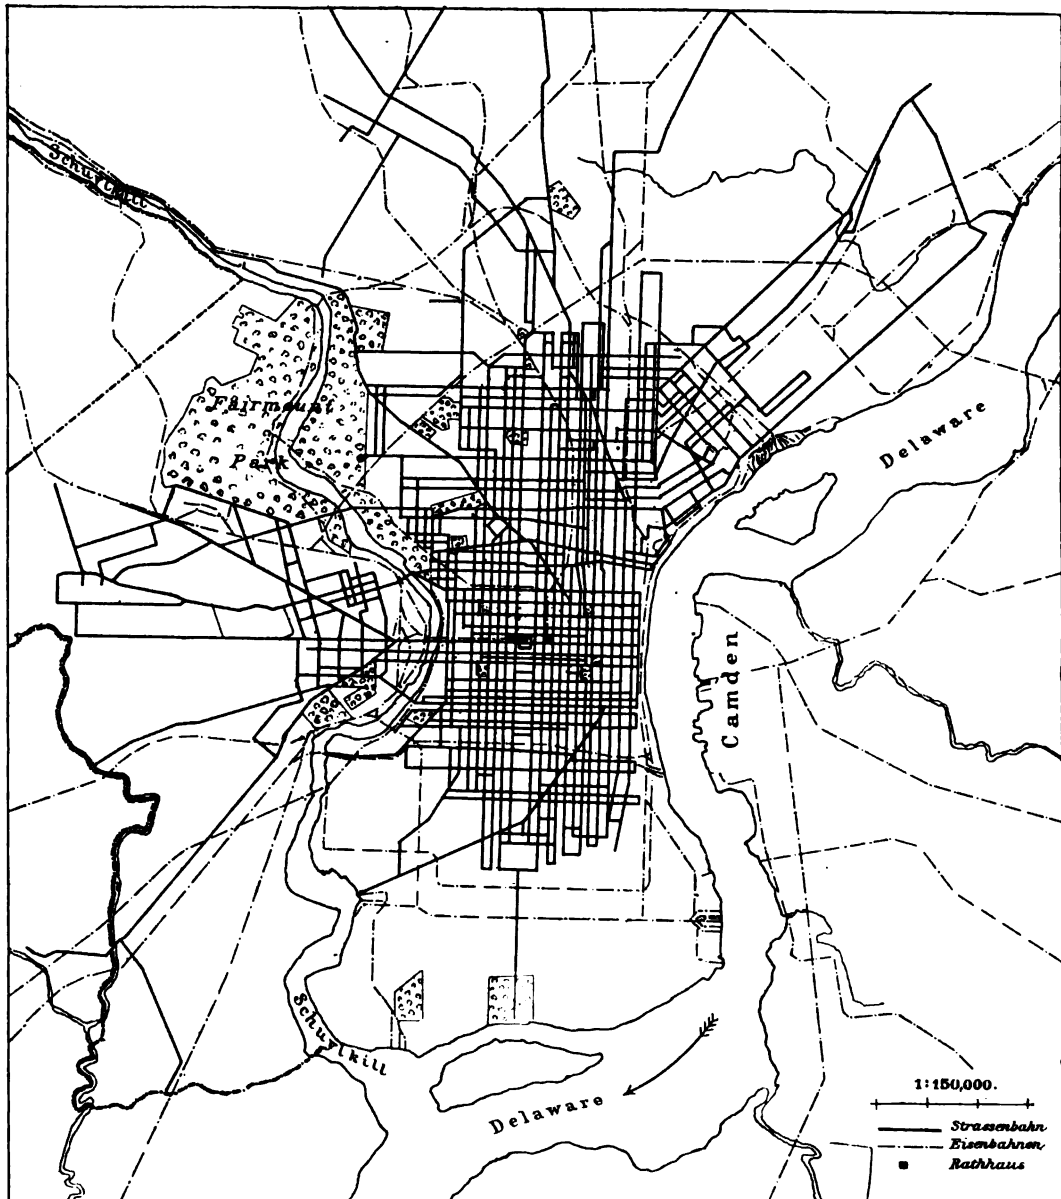 Schuylkill
Fairmount
Park
Delaware
Camden
Schuylkill
Delaware
1:150,000.
Strassenbahn
Eisenbahnen
Rathhaus